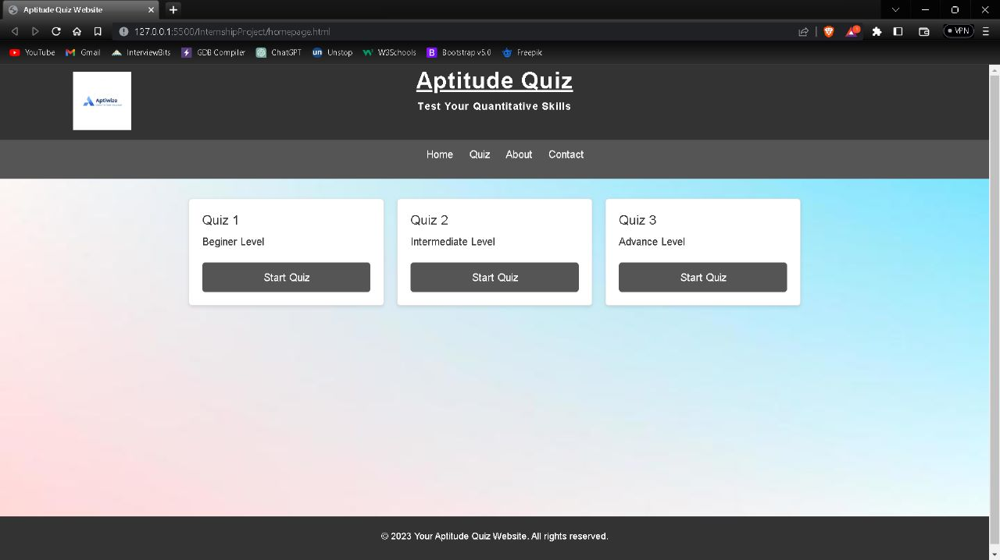 Aptitude Quiz Website
127.0.0.1:5500/InternshipProject/homepage.html
1
VPN
YouTube Gmail InterviewBits GDB Compiler ChatGPT un Unstop W3Schools B Bootstrap v5.0 Freepik
Aptiwize
Aptitude Quiz
Test Your Quantitative Skills
Home Quiz About Contact
Quiz 1 Quiz 2 Quiz 3
Beginer Level Intermediate Level Advance Level
Start Quiz Start Quiz Start Quiz
© 2023 Your Aptitude Quiz Website. All rights reserved.